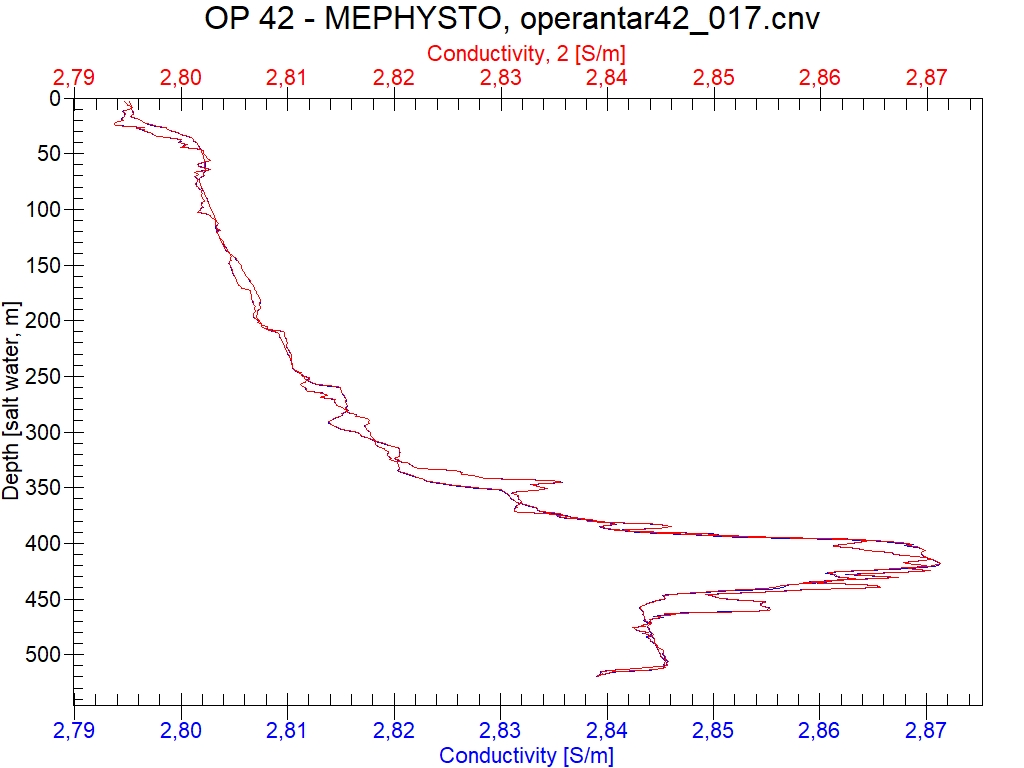 OP 42 - MEPHYSTO, operantar42_017.cnv
Conductivity, 2 [S/m]
2,79 2,80 2,81 2,82 2,83 2,84 2,85 2,86 2,87
0
50
100
150
200
250
300
350
400
450
500
Depth [salt water, m]
2,79 2,80 2,81 2,82 2,83 2,84 2,85 2,86 2,87
Conductivity [S/m]